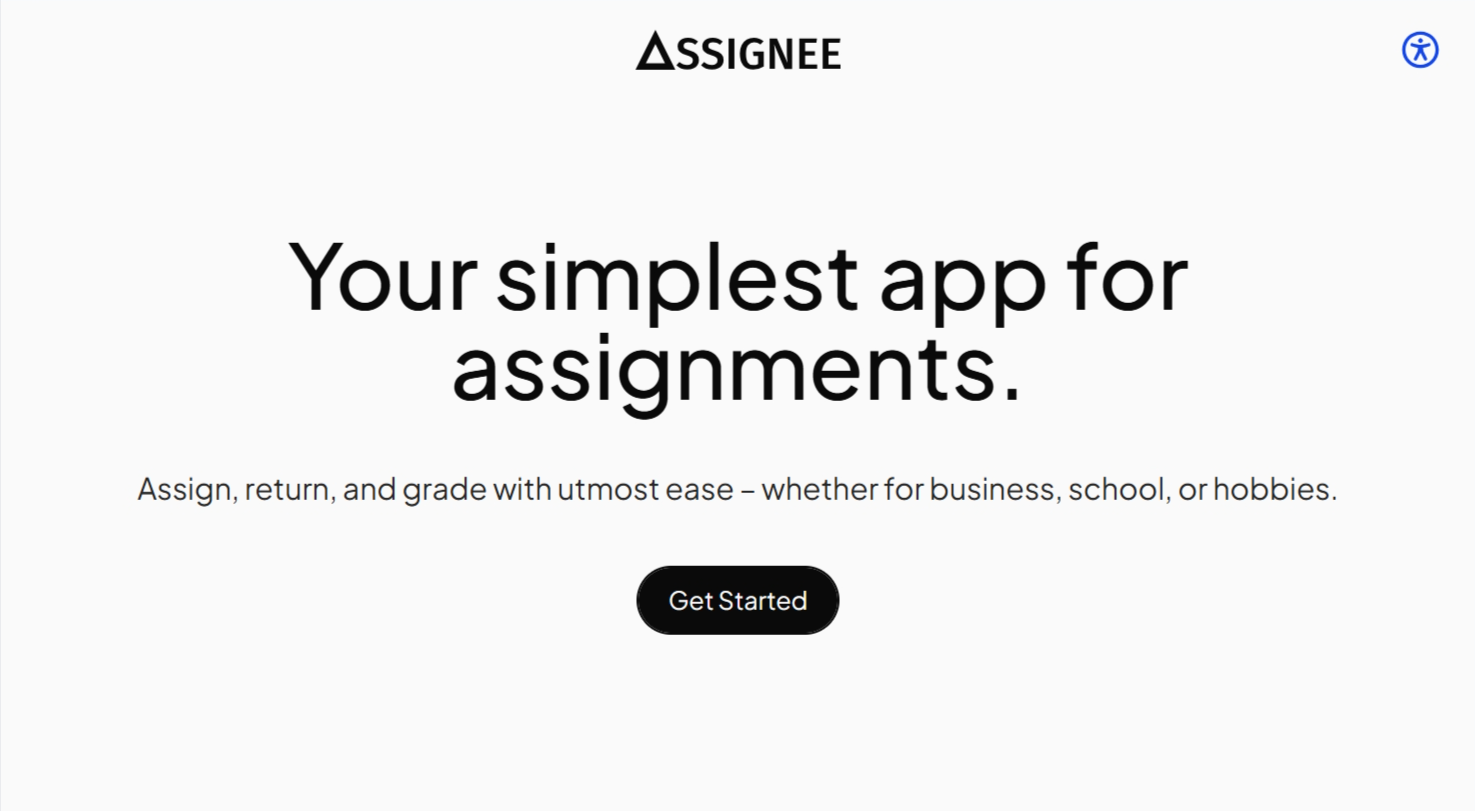 ASSIGNEE
Your simplest app for
assignments.
Assign, return, and grade with utmost ease – whether for business, school, or hobbies.
Get Started